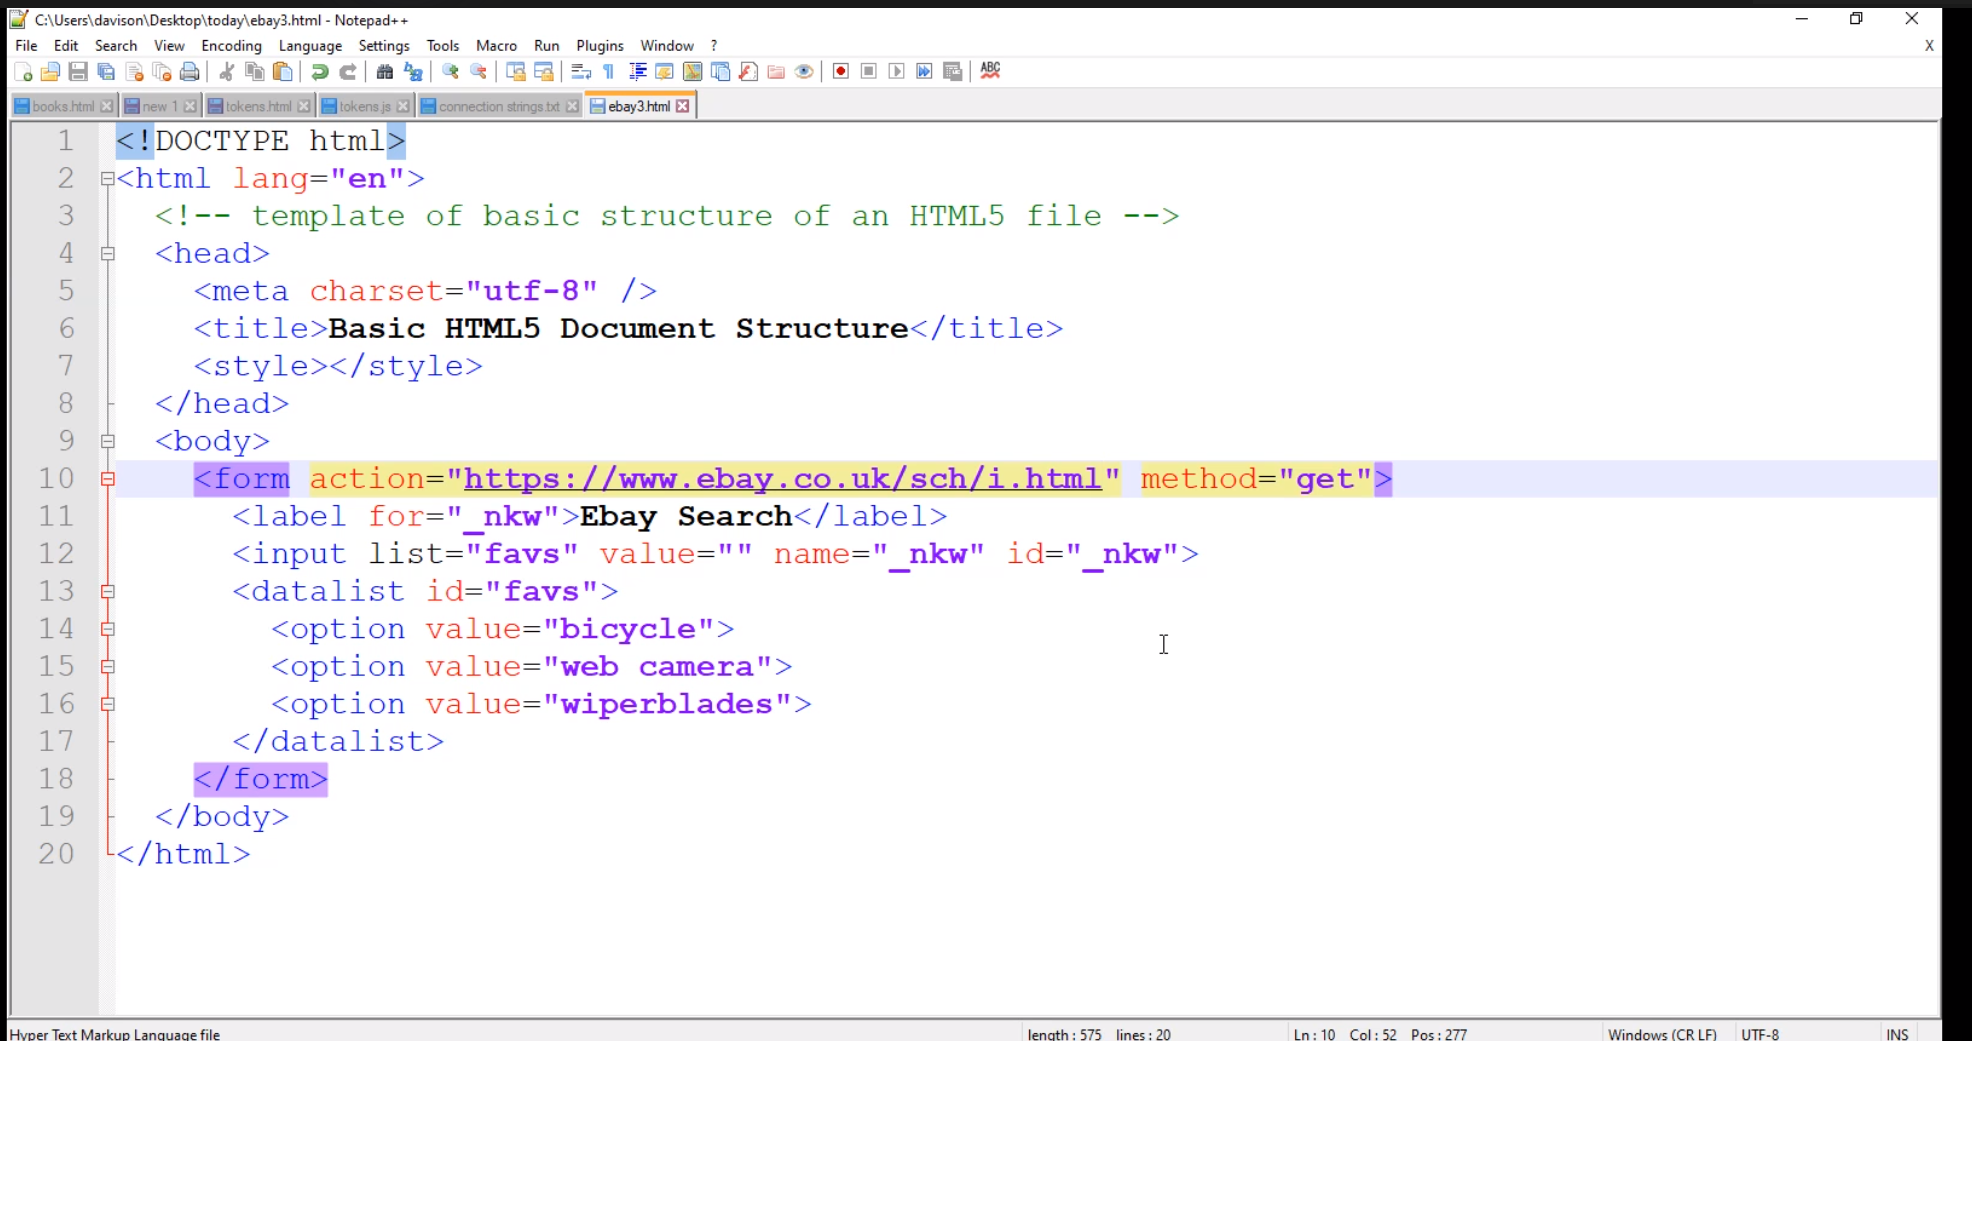 C:\Users\davison\Desktop\today\ebay3.html - Notepad++
File Edit Search View Encoding Language Settings Tools Macro Run Plugins Window ? X
ABC
books.html new 1 tokens.html tokens.js connection strings.txt ebay3.html
1 <!DOCTYPE html>
2 <html lang="en">
3 <!-- template of basic structure of an HTML5 file -->
4 <head>
5 <meta charset="utf-8" />
6 <title>Basic HTML5 Document Structure</title>
7 <style></style>
8 </head>
9 <body>
10 <form action="https://www.ebay.co.uk/sch/i.html" method="get">
11 <label for="_nkw">Ebay Search</label>
12 <input list="favs" value="" name="_nkw" id="_nkw">
13 <datalist id="favs">
14 <option value="bicycle">
15 <option value="web camera">
16 <option value="wiperblades">
17 </datalist>
18 </form>
19 </body>
20 </html>
Hyper Text Markup Language file length : 575 lines : 20 Ln : 10 Col : 52 Pos : 277 Windows (CR LF) UTF-8 INS